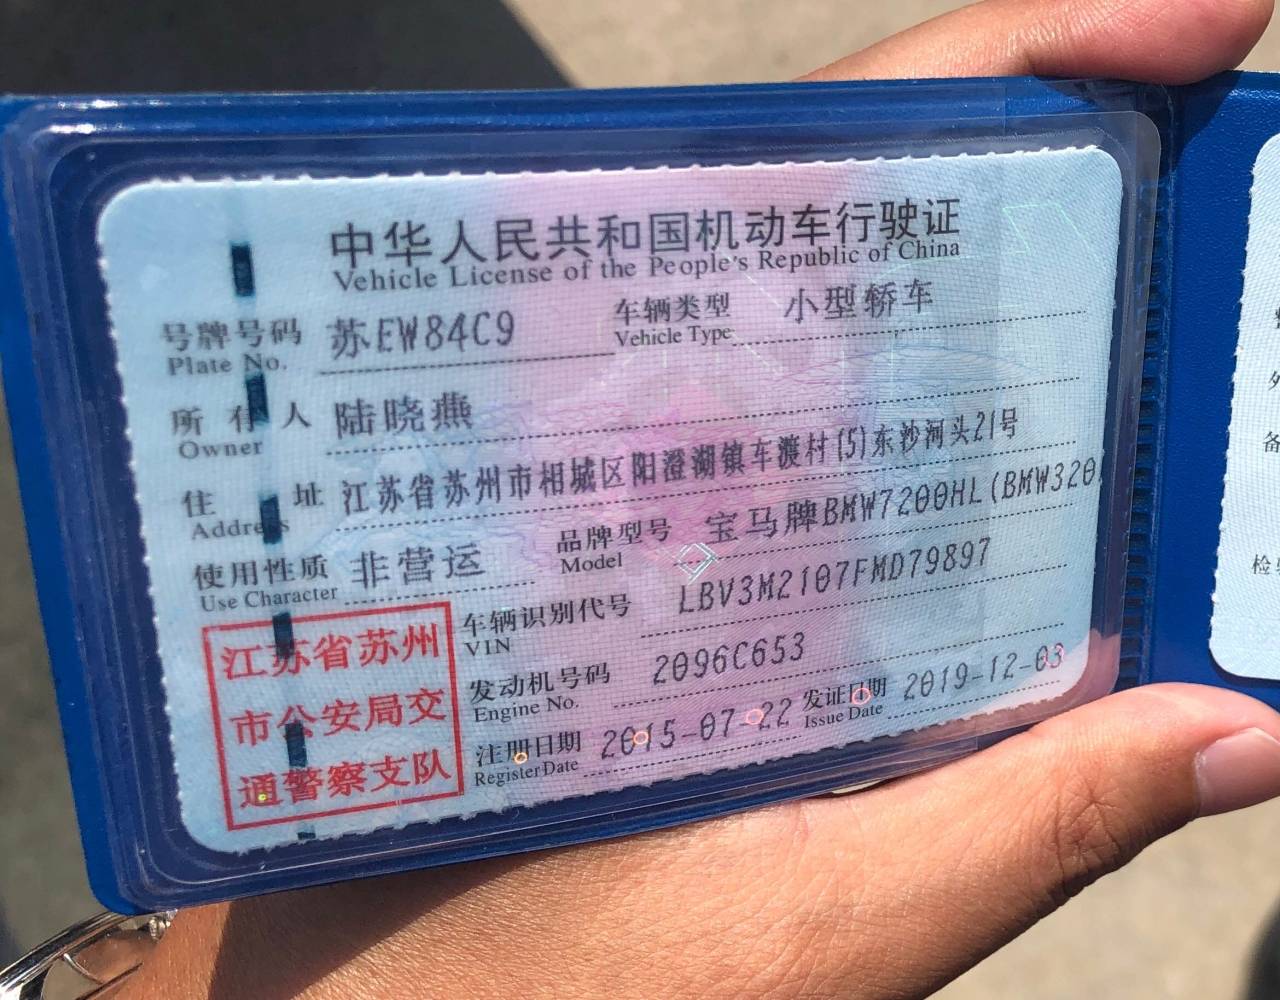 中华人民共和国机动车行驶证
Vehicle License of the People's Republic of China
号牌号码 苏EW84C9 车辆类型 小型轿车
Plate No. Vehicle Type
所有人 陆晓燕
Owner
住址 江苏省苏州市相城区阳澄湖镇车渡村(5)东沙河头21号
Address
使用性质 非营运 品牌型号 宝马牌BMW7200HL(BMW320
Use Character Model
车辆识别代号 LBV3M2107FMD79897
VIN
发动机号码 2096C653
Engine No.
注册日期 2015-07-22 发证日期 2019-12-03
Register Date Issue Date
江苏省苏州
市公安局交
通警察支队
备
检